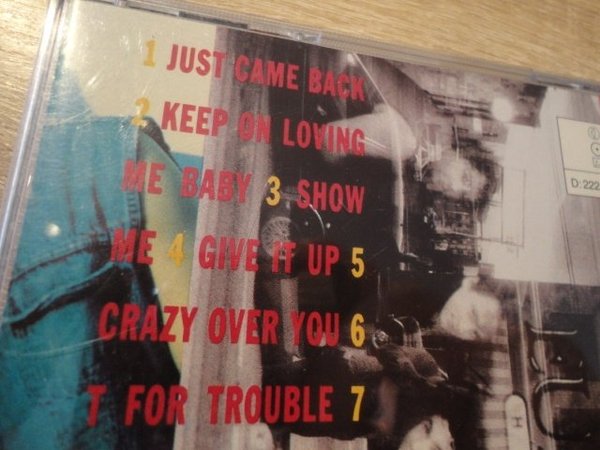 1 JUST CAME BACK
2 KEEP ON LOVING
ME BABY 3 SHOW
ME 4 GIVE IT UP 5
CRAZY OVER YOU 6
T FOR TROUBLE 7
D:222